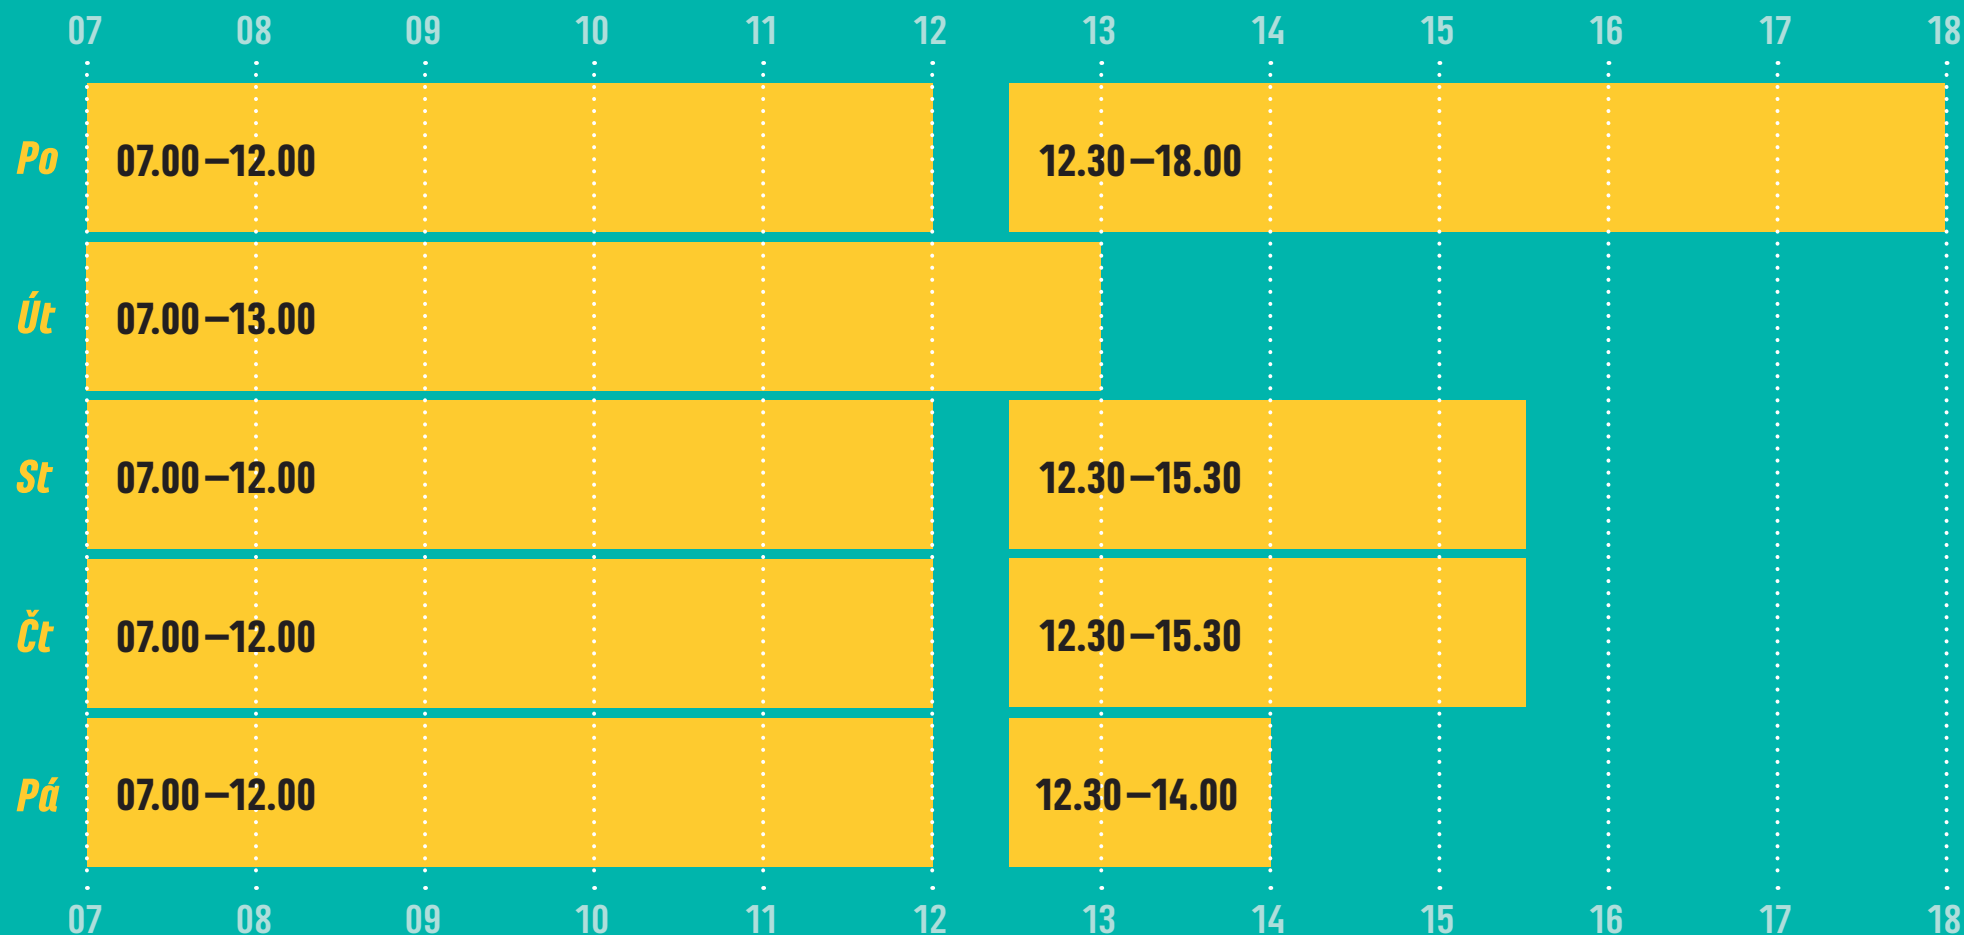 07 08 09 10 11 12 13 14 15 16 17 18
Po 07.00–12.00 12.30–18.00
Út 07.00–13.00
St 07.00–12.00 12.30–15.30
Čt 07.00–12.00 12.30–15.30
Pá 07.00–12.00 12.30–14.00
07 08 09 10 11 12 13 14 15 16 17 18